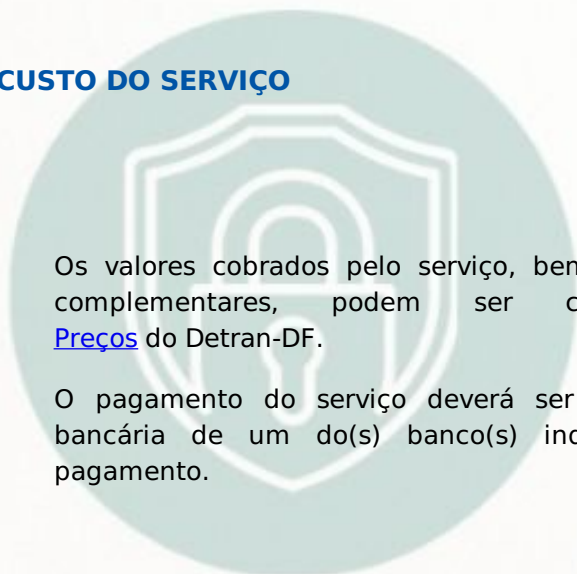 CUSTO DO SERVIÇO
Os valores cobrados pelo serviço, ben
complementares, podem ser c
Preços do Detran-DF.
O pagamento do serviço deverá ser
bancária de um do(s) banco(s) ind
pagamento.